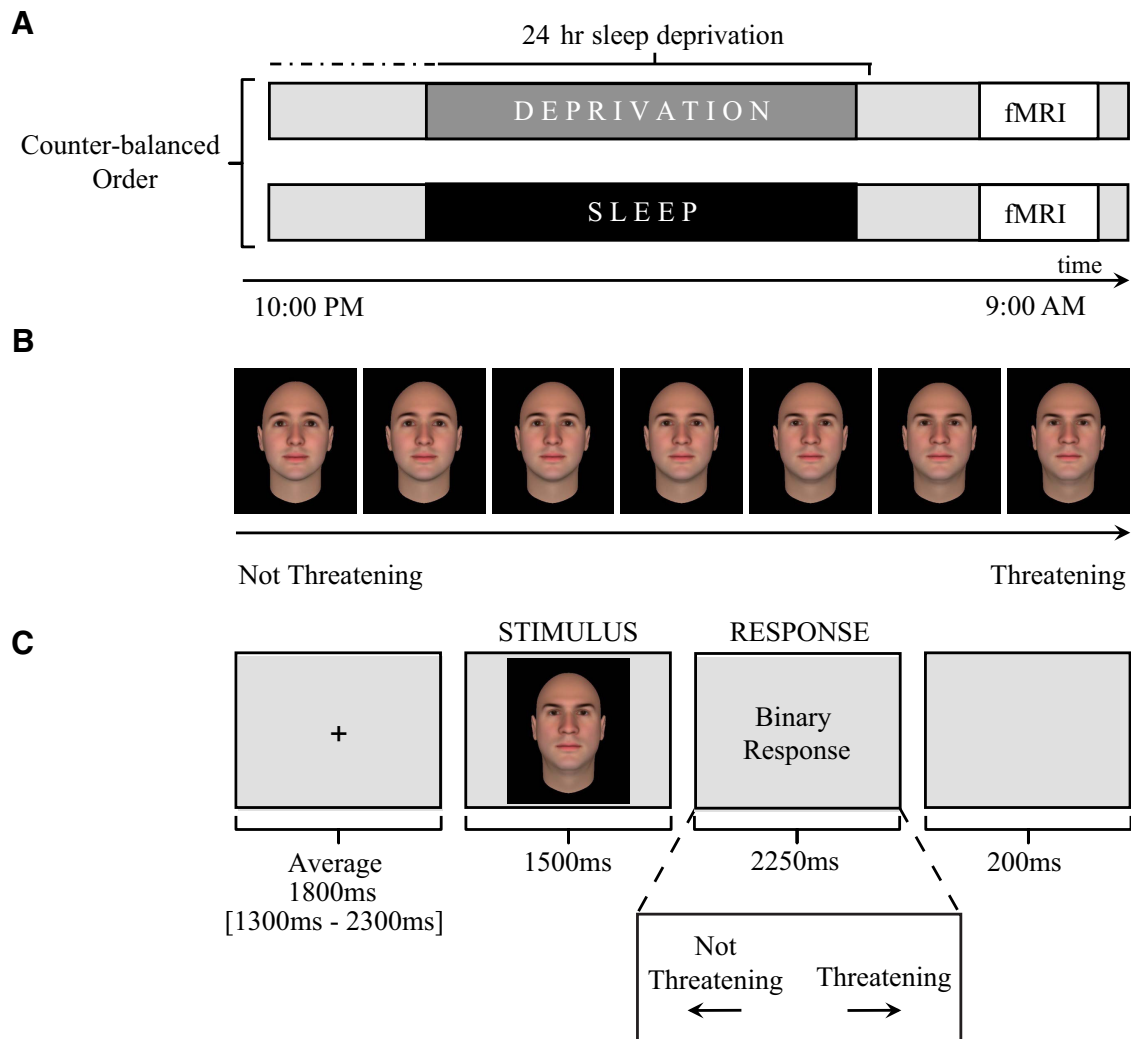 A
24 hr sleep deprivation
DEPRIVATION
fMRI
Counter-balanced
Order
SLEEP
fMRI
time
10:00 PM
9:00 AM
B
Not Threatening
Threatening
C
STIMULUS
RESPONSE
+
Binary
Response
Average
1800ms
[1300ms - 2300ms]
1500ms
2250ms
200ms
Not
Threatening
Threatening